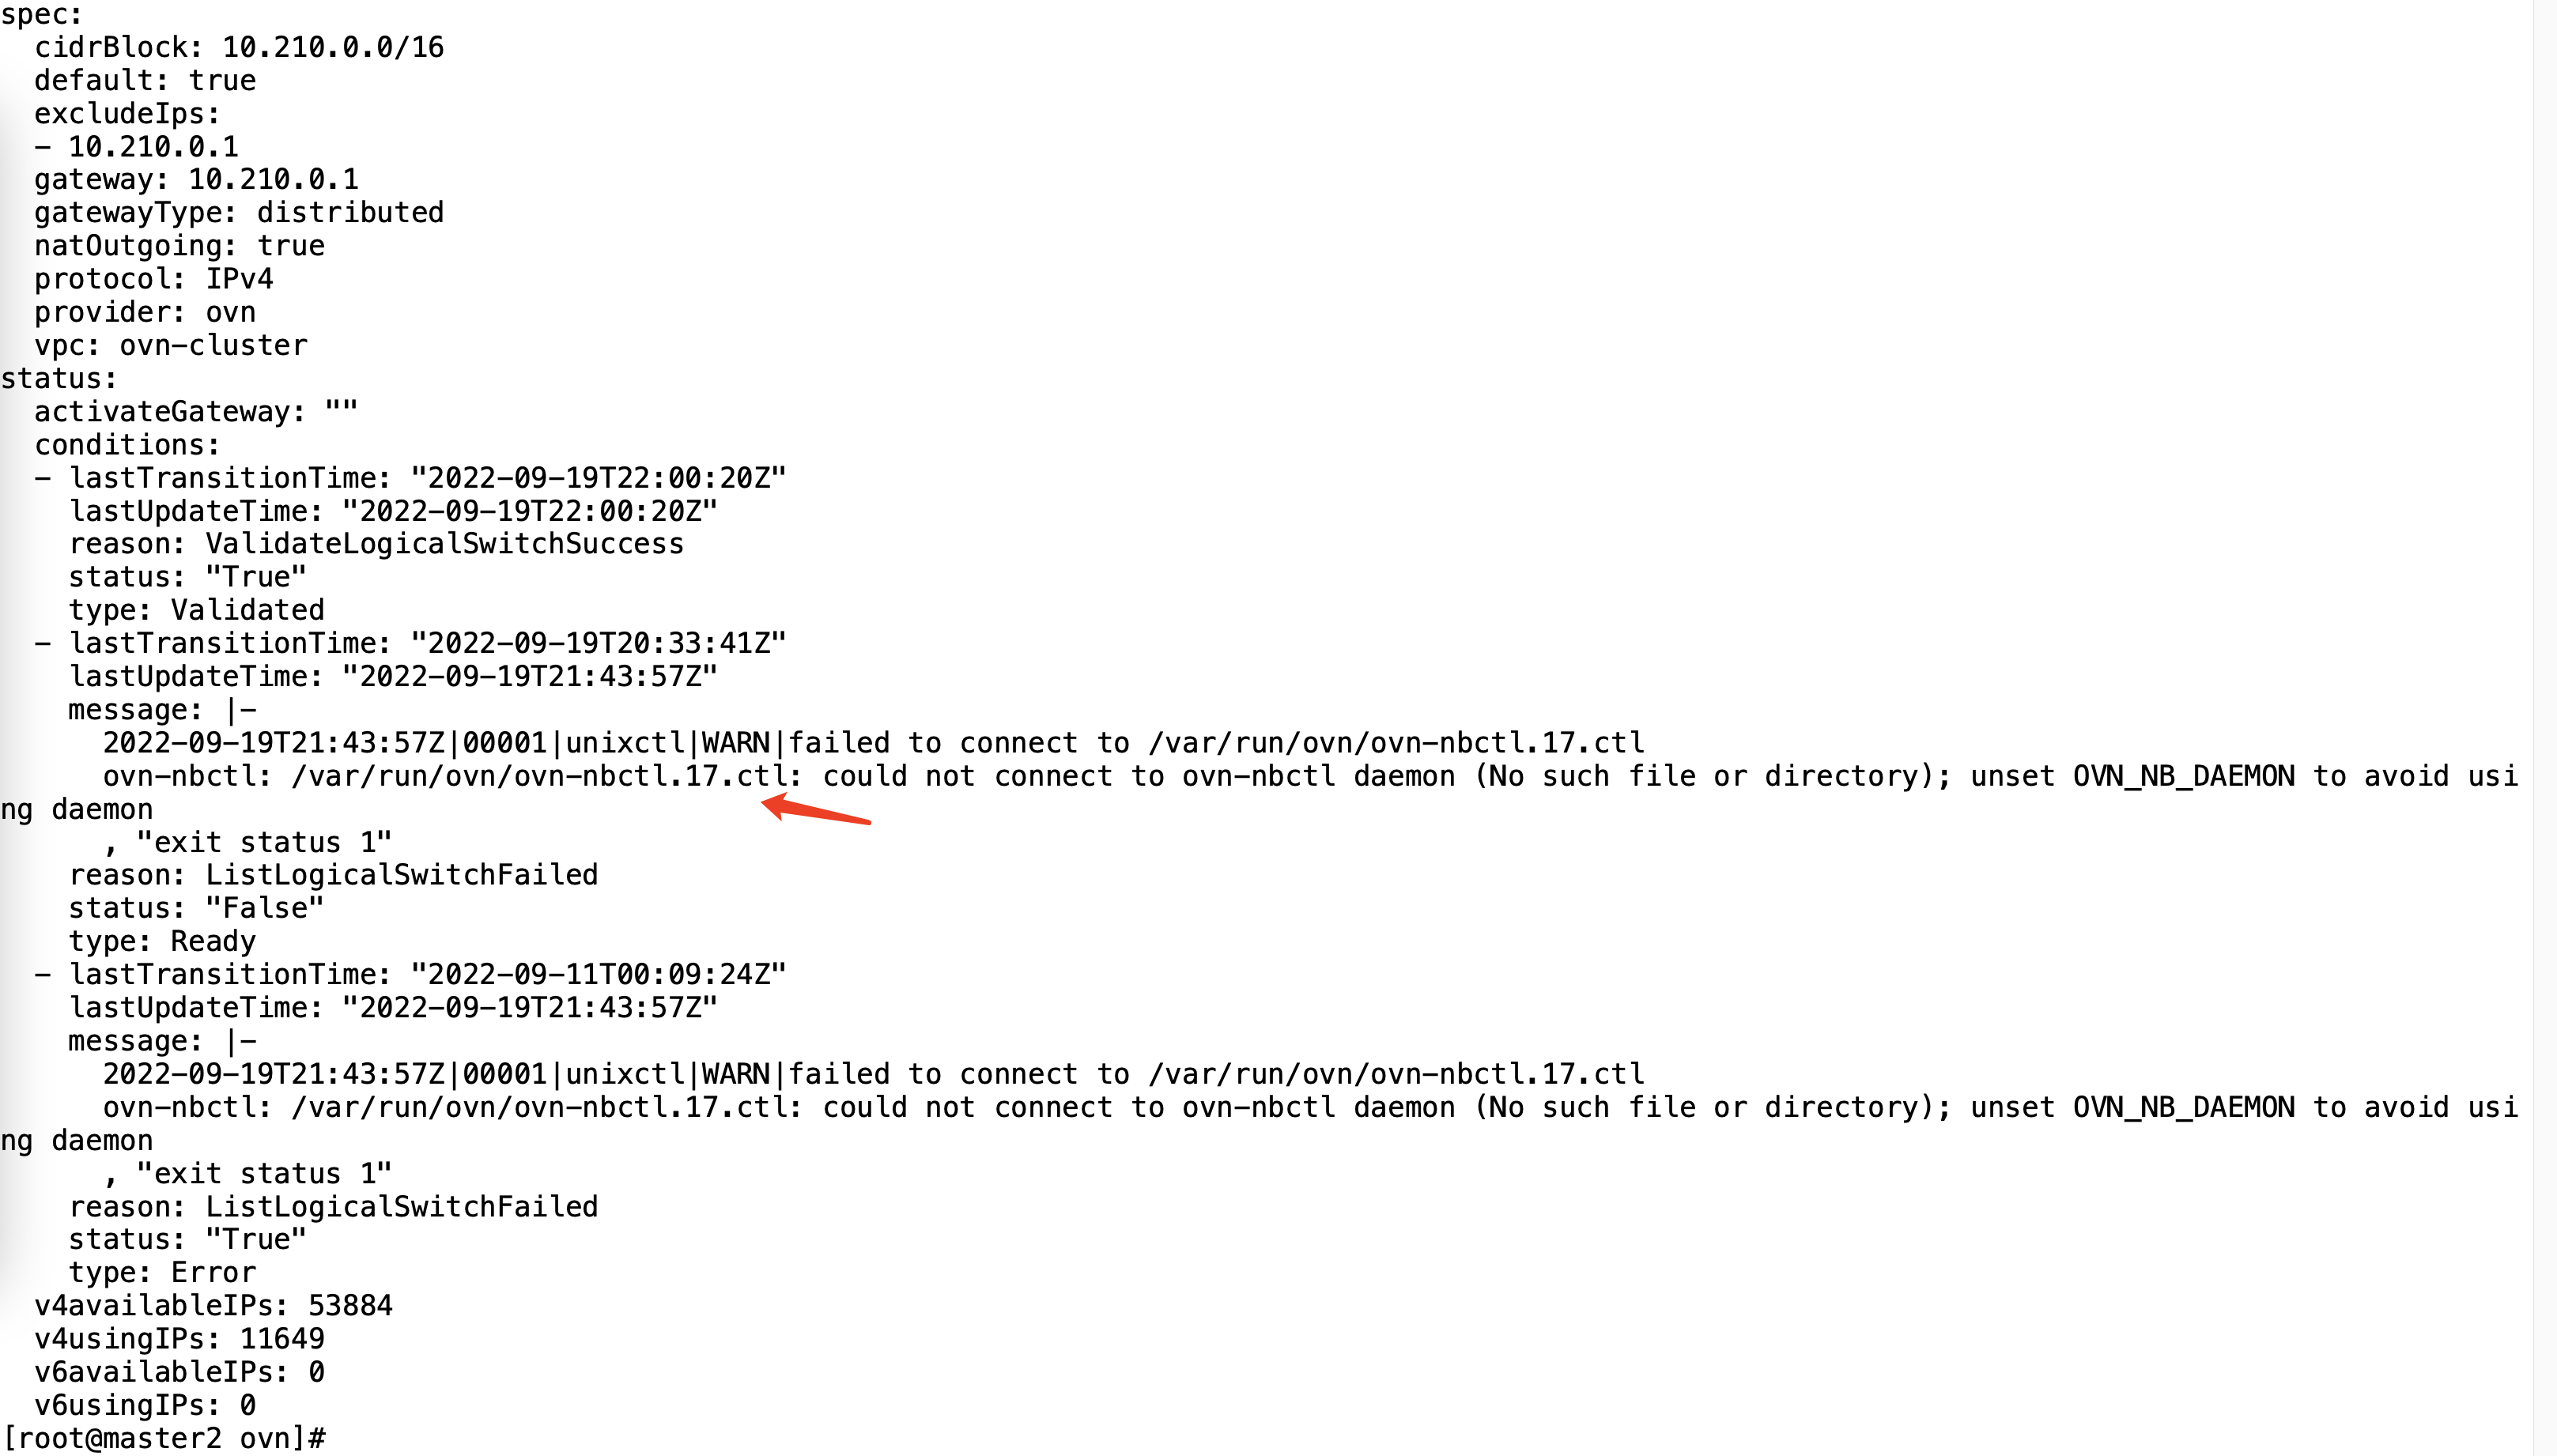 spec:
  cidrBlock: 10.210.0.0/16
  default: true
  excludeIps:
  - 10.210.0.1
  gateway: 10.210.0.1
  gatewayType: distributed
  natOutgoing: true
  protocol: IPv4
  provider: ovn
  vpc: ovn-cluster
status:
  activateGateway: ""
  conditions:
  - lastTransitionTime: "2022-09-19T22:00:20Z"
    lastUpdateTime: "2022-09-19T22:00:20Z"
    reason: ValidateLogicalSwitchSuccess
    status: "True"
    type: Validated
  - lastTransitionTime: "2022-09-19T20:33:41Z"
    lastUpdateTime: "2022-09-19T21:43:57Z"
    message: |-
      2022-09-19T21:43:57Z|00001|unixctl|WARN|failed to connect to /var/run/ovn/ovn-nbctl.17.ctl
      ovn-nbctl: /var/run/ovn/ovn-nbctl.17.ctl: could not connect to ovn-nbctl daemon (No such file or directory); unset OVN_NB_DAEMON to avoid usi
ng daemon
      , "exit status 1"
    reason: ListLogicalSwitchFailed
    status: "False"
    type: Ready
  - lastTransitionTime: "2022-09-11T00:09:24Z"
    lastUpdateTime: "2022-09-19T21:43:57Z"
    message: |-
      2022-09-19T21:43:57Z|00001|unixctl|WARN|failed to connect to /var/run/ovn/ovn-nbctl.17.ctl
      ovn-nbctl: /var/run/ovn/ovn-nbctl.17.ctl: could not connect to ovn-nbctl daemon (No such file or directory); unset OVN_NB_DAEMON to avoid usi
ng daemon
      , "exit status 1"
    reason: ListLogicalSwitchFailed
    status: "True"
    type: Error
  v4availableIPs: 53884
  v4usingIPs: 11649
  v6availableIPs: 0
  v6usingIPs: 0
[root@master2 ovn]#